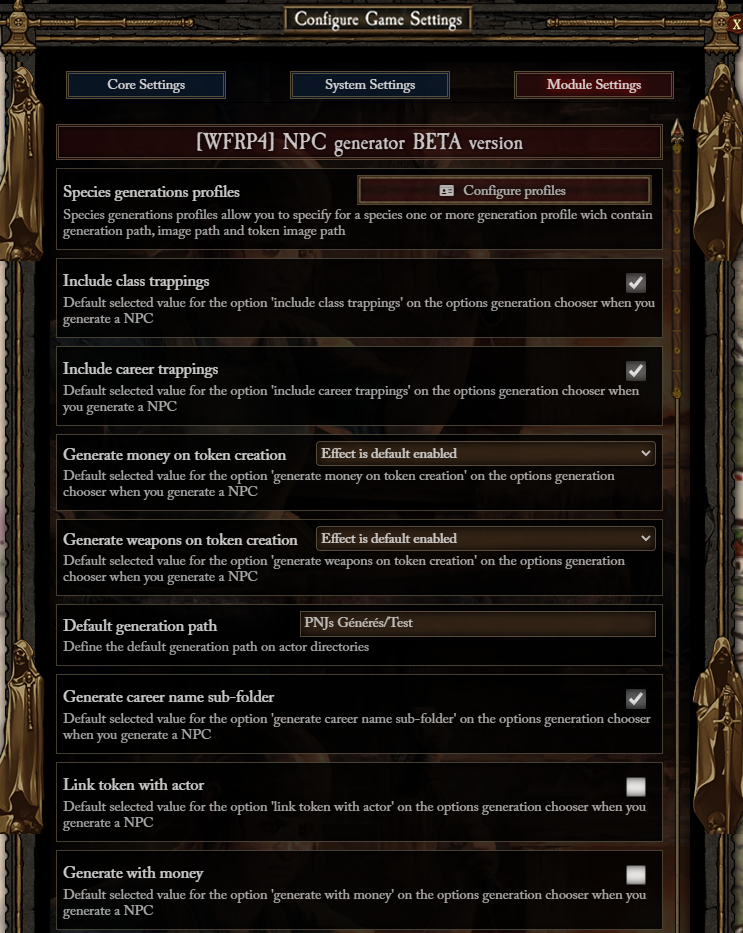 Configure Game Settings
X
Core Settings
System Settings
Module Settings
[WFRP4] NPC generator BETA version
Species generations profiles
Configure profiles
Species generations profiles allow you to specify for a species one or more generation profile wich contain
generation path, image path and token image path
Include class trappings
Default selected value for the option 'include class trappings' on the options generation chooser when you
generate a NPC
Include career trappings
Default selected value for the option 'include career trappings' on the options generation chooser when
you generate a NPC
Generate money on token creation
Effect is default enabled
Default selected value for the option 'generate money on token creation' on the options generation
chooser when you generate a NPC
Generate weapons on token creation
Effect is default enabled
Default selected value for the option 'generate weapons on token creation' on the options generation
chooser when you generate a NPC
Default generation path
PNJs Générés/Test
Define the default generation path on actor directories
Generate career name sub-folder
Default selected value for the option 'generate career name sub-folder' on the options generation chooser
when you generate a NPC
Link token with actor
Default selected value for the option 'link token with actor' on the options generation chooser when you
generate a NPC
Generate with money
Default selected value for the option 'generate with money' on the options generation chooser when you
generate a NPC